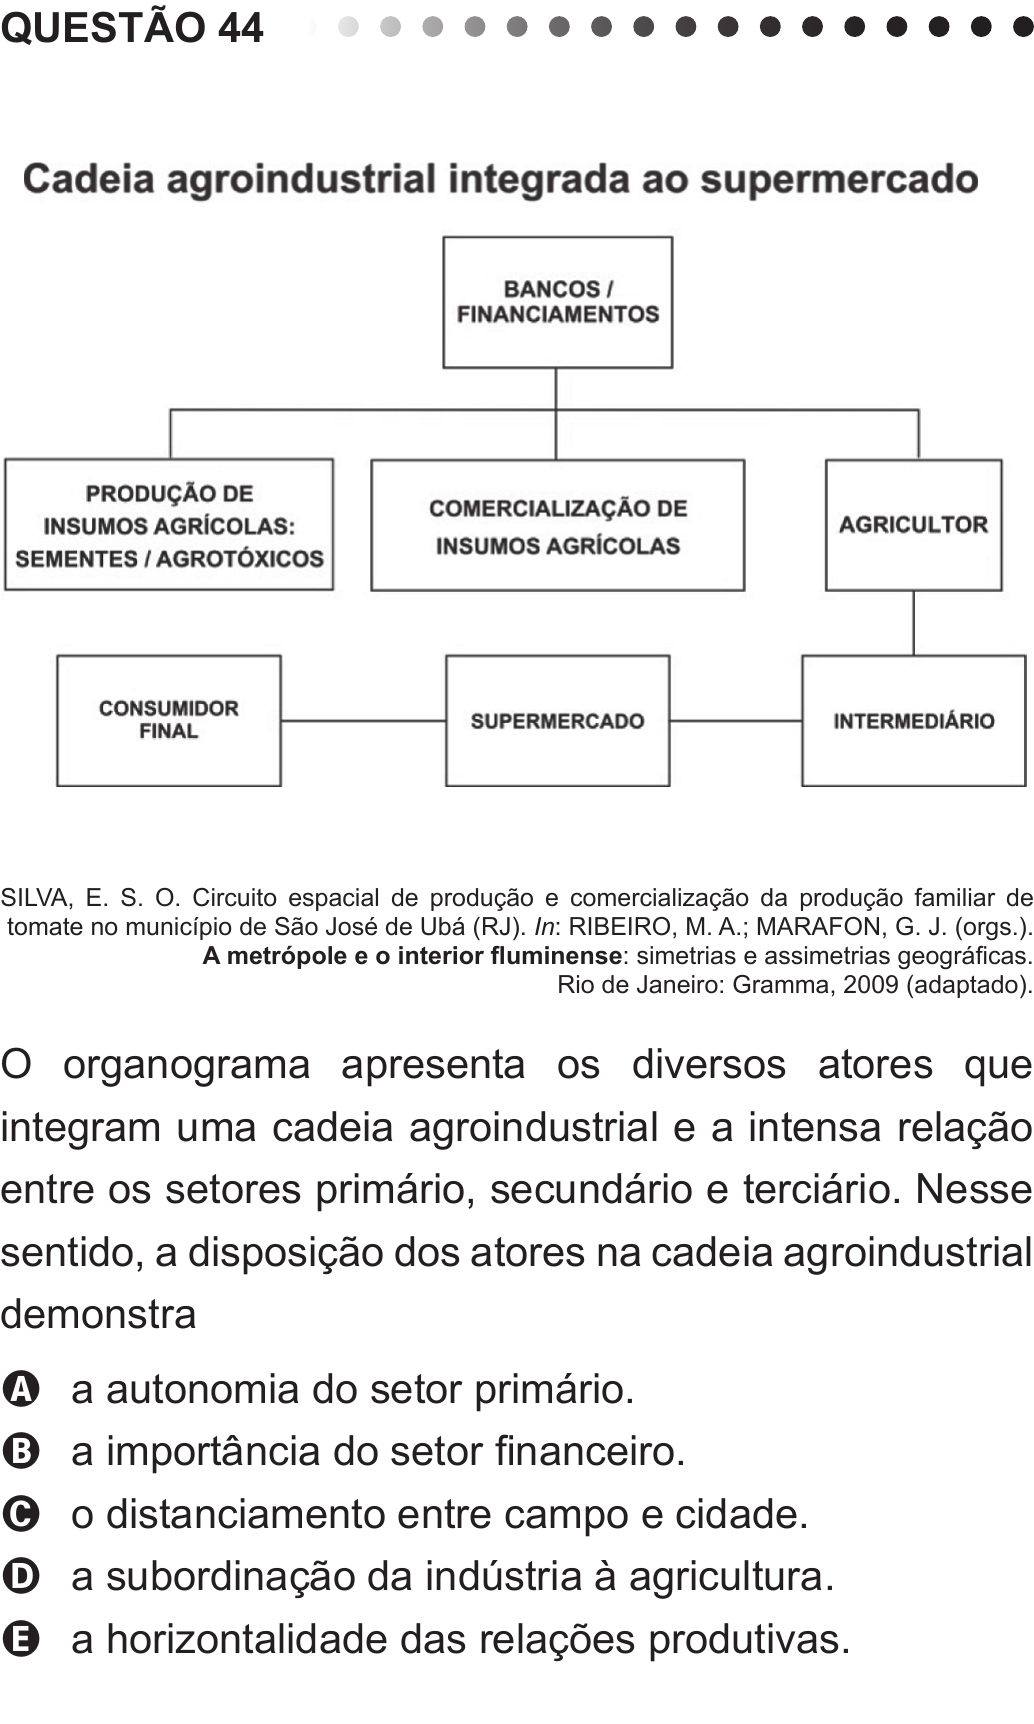 QUESTÃO 44
Cadeia agroindustrial integrada ao supermercado
BANCOS /
FINANCIAMENTOS
PRODUÇÃO DE
INSUMOS AGRÍCOLAS:
SEMENTES / AGROTÓXICOS
COMERCIALIZAÇÃO DE
INSUMOS AGRÍCOLAS
AGRICULTOR
CONSUMIDOR
FINAL
SUPERMERCADO
INTERMEDIÁRIO
SILVA, E. S. O. Circuito espacial de produção e comercialização da produção familiar de
tomate no município de São José de Ubá (RJ). In: RIBEIRO, M. A.; MARAFON, G. J. (orgs.).
A metrópole e o interior fluminense: simetrias e assimetrias geográficas.
Rio de Janeiro: Gramma, 2009 (adaptado).
O organograma apresenta os diversos atores que
integram uma cadeia agroindustrial e a intensa relação
entre os setores primário, secundário e terciário. Nesse
sentido, a disposição dos atores na cadeia agroindustrial
demonstra
A a autonomia do setor primário.
B a importância do setor financeiro.
C o distanciamento entre campo e cidade.
D a subordinação da indústria à agricultura.
E a horizontalidade das relações produtivas.